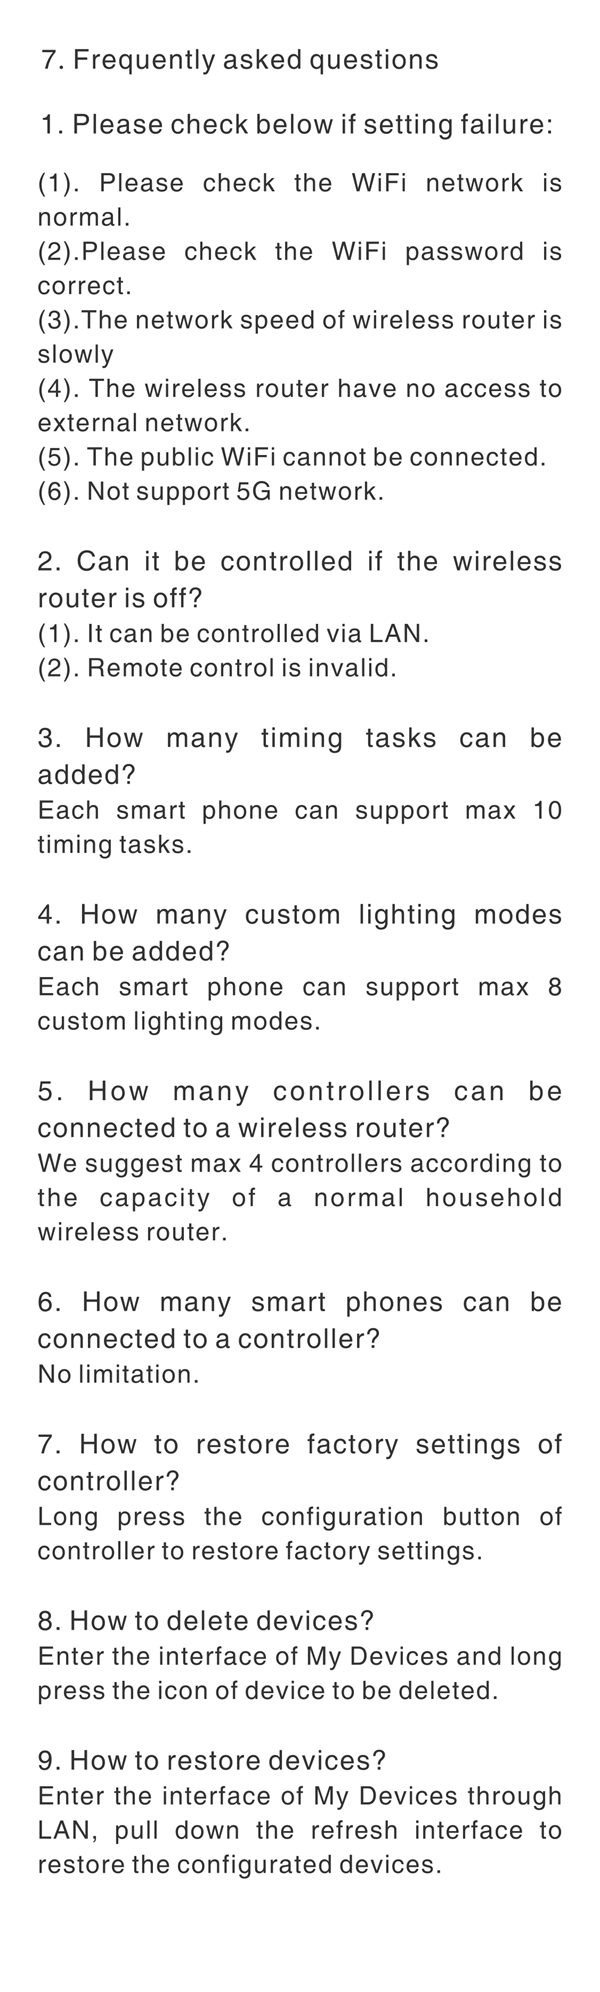 7. Frequently asked questions
1. Please check below if setting failure:
(1). Please check the WiFi network is
normal.
(2).Please check the WiFi password is
correct.
(3).The network speed of wireless router is
slowly
(4). The wireless router have no access to
external network.
(5). The public WiFi cannot be connected.
(6). Not support 5G network.
2. Can it be controlled if the wireless
router is off?
(1). It can be controlled via LAN.
(2). Remote control is invalid.
3. How many timing tasks can be
added?
Each smart phone can support max 10
timing tasks.
4. How many custom lighting modes
can be added?
Each smart phone can support max 8
custom lighting modes.
5. How many controllers can be
connected to a wireless router?
We suggest max 4 controllers according to
the capacity of a normal household
wireless router.
6. How many smart phones can be
connected to a controller?
No limitation.
7. How to restore factory settings of
controller?
Long press the configuration button of
controller to restore factory settings.
8. How to delete devices?
Enter the interface of My Devices and long
press the icon of device to be deleted.
9. How to restore devices?
Enter the interface of My Devices through
LAN, pull down the refresh interface to
restore the configurated devices.